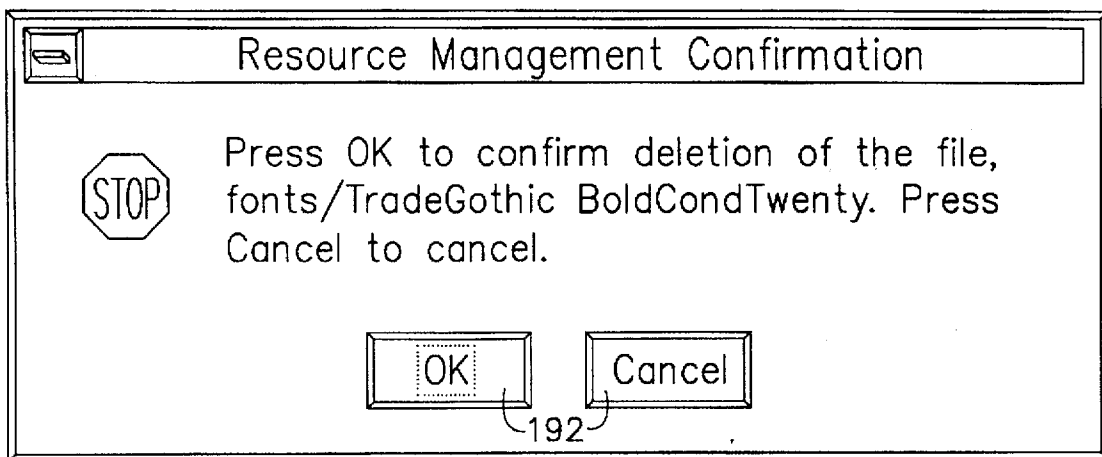 Resource Management Confirmation
STOP
Press OK to confirm deletion of the file,
fonts/TradeGothic BoldCondTwenty. Press
Cancel to cancel.
OK
Cancel
192